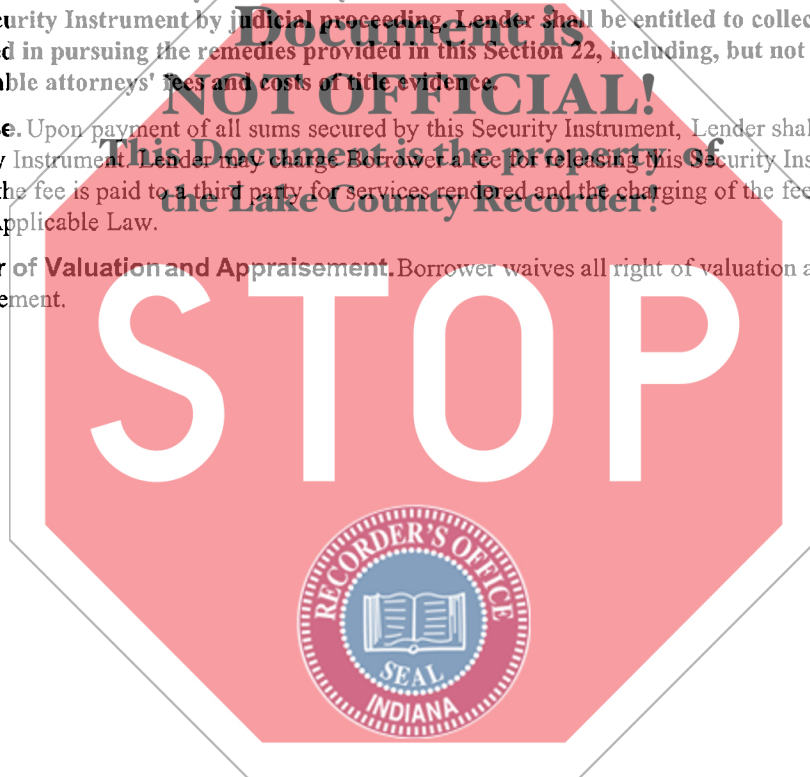 curity Instrument by judicial proceeding. Lender shall be entitled to collec
d in pursuing the remedies provided in this Section 22, including, but not
ble attorneys' fees and costs of title evidence.
se. Upon payment of all sums secured by this Security Instrument, Lender shal
y Instrument. Lender may charge Borrower a fee for releasing this Security Ins
he fee is paid to a third party for services rendered and the charging of the fee
Applicable Law.
r of Valuation and Appraisement. Borrower waives all right of valuation a
ement.
Document is
NOT OFFICIAL!
This Document is the property of
the Lake County Recorder!
STOP
RECORDER'S OFFICE
SEAL
INDIANA